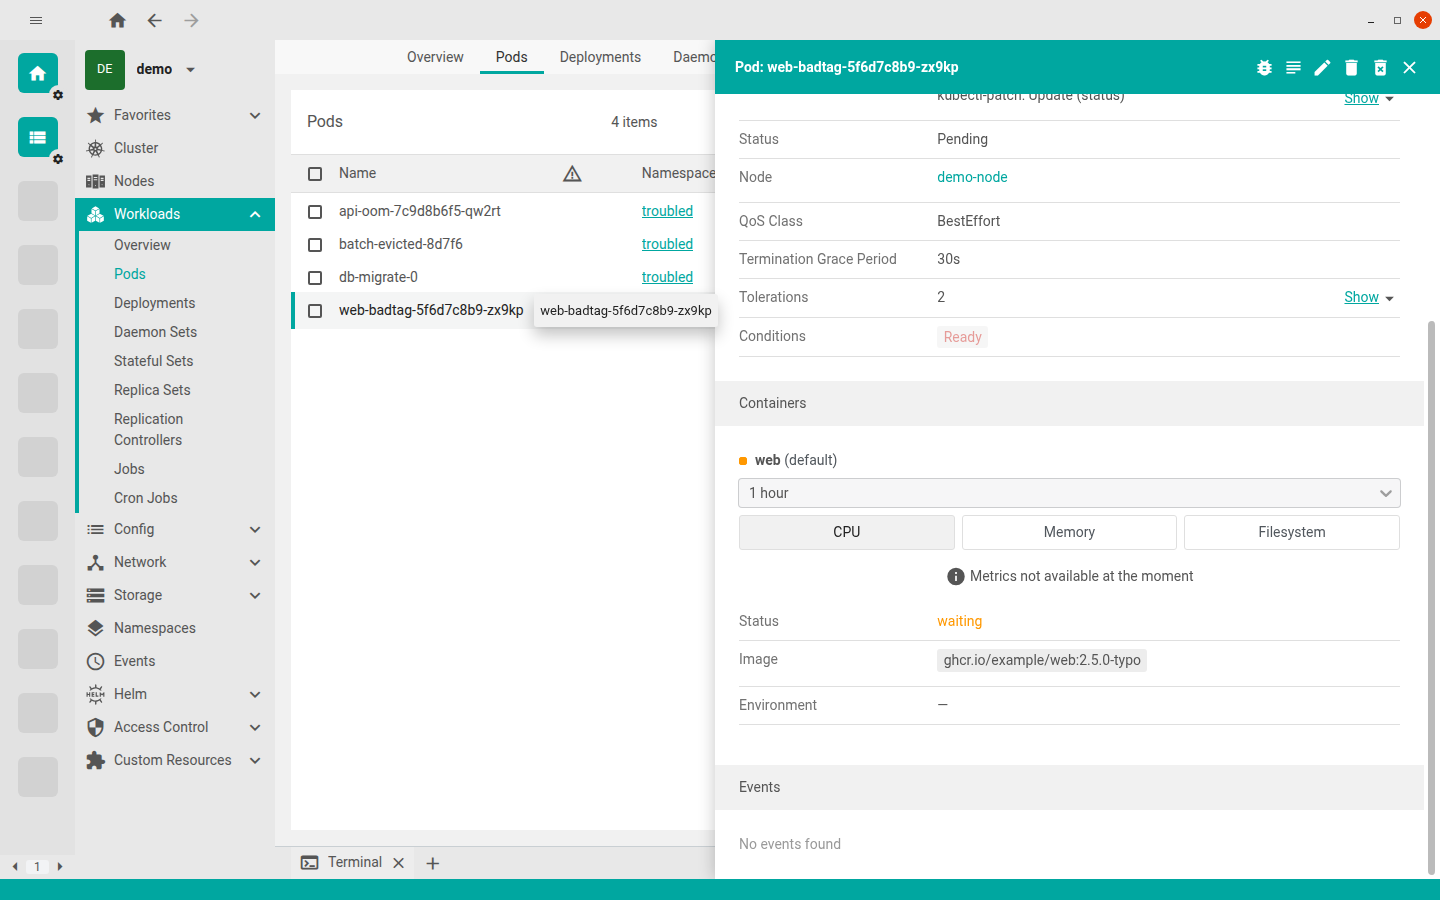 DE
demo
Favorites
Cluster
Nodes
Workloads
Overview
Pods
Deployments
Daemon Sets
Stateful Sets
Replica Sets
Replication
Controllers
Jobs
Cron Jobs
Config
Network
Storage
Namespaces
Events
HELM
Helm
Access Control
Custom Resources
1
Overview
Pods
Deployments
Daemo
Pods
4 items
Name
Namespace
api-oom-7c9d8b6f5-qw2rt
troubled
batch-evicted-8d7f6
troubled
db-migrate-0
troubled
web-badtag-5f6d7c8b9-zx9kp
web-badtag-5f6d7c8b9-zx9kp
Terminal
Pod: web-badtag-5f6d7c8b9-zx9kp
kubectl-patch: Update (status)
Show
Status
Pending
Node
demo-node
QoS Class
BestEffort
Termination Grace Period
30s
Tolerations
2
Show
Conditions
Ready
Containers
web (default)
1 hour
CPU
Memory
Filesystem
Metrics not available at the moment
Status
waiting
Image
ghcr.io/example/web:2.5.0-typo
Environment
—
Events
No events found